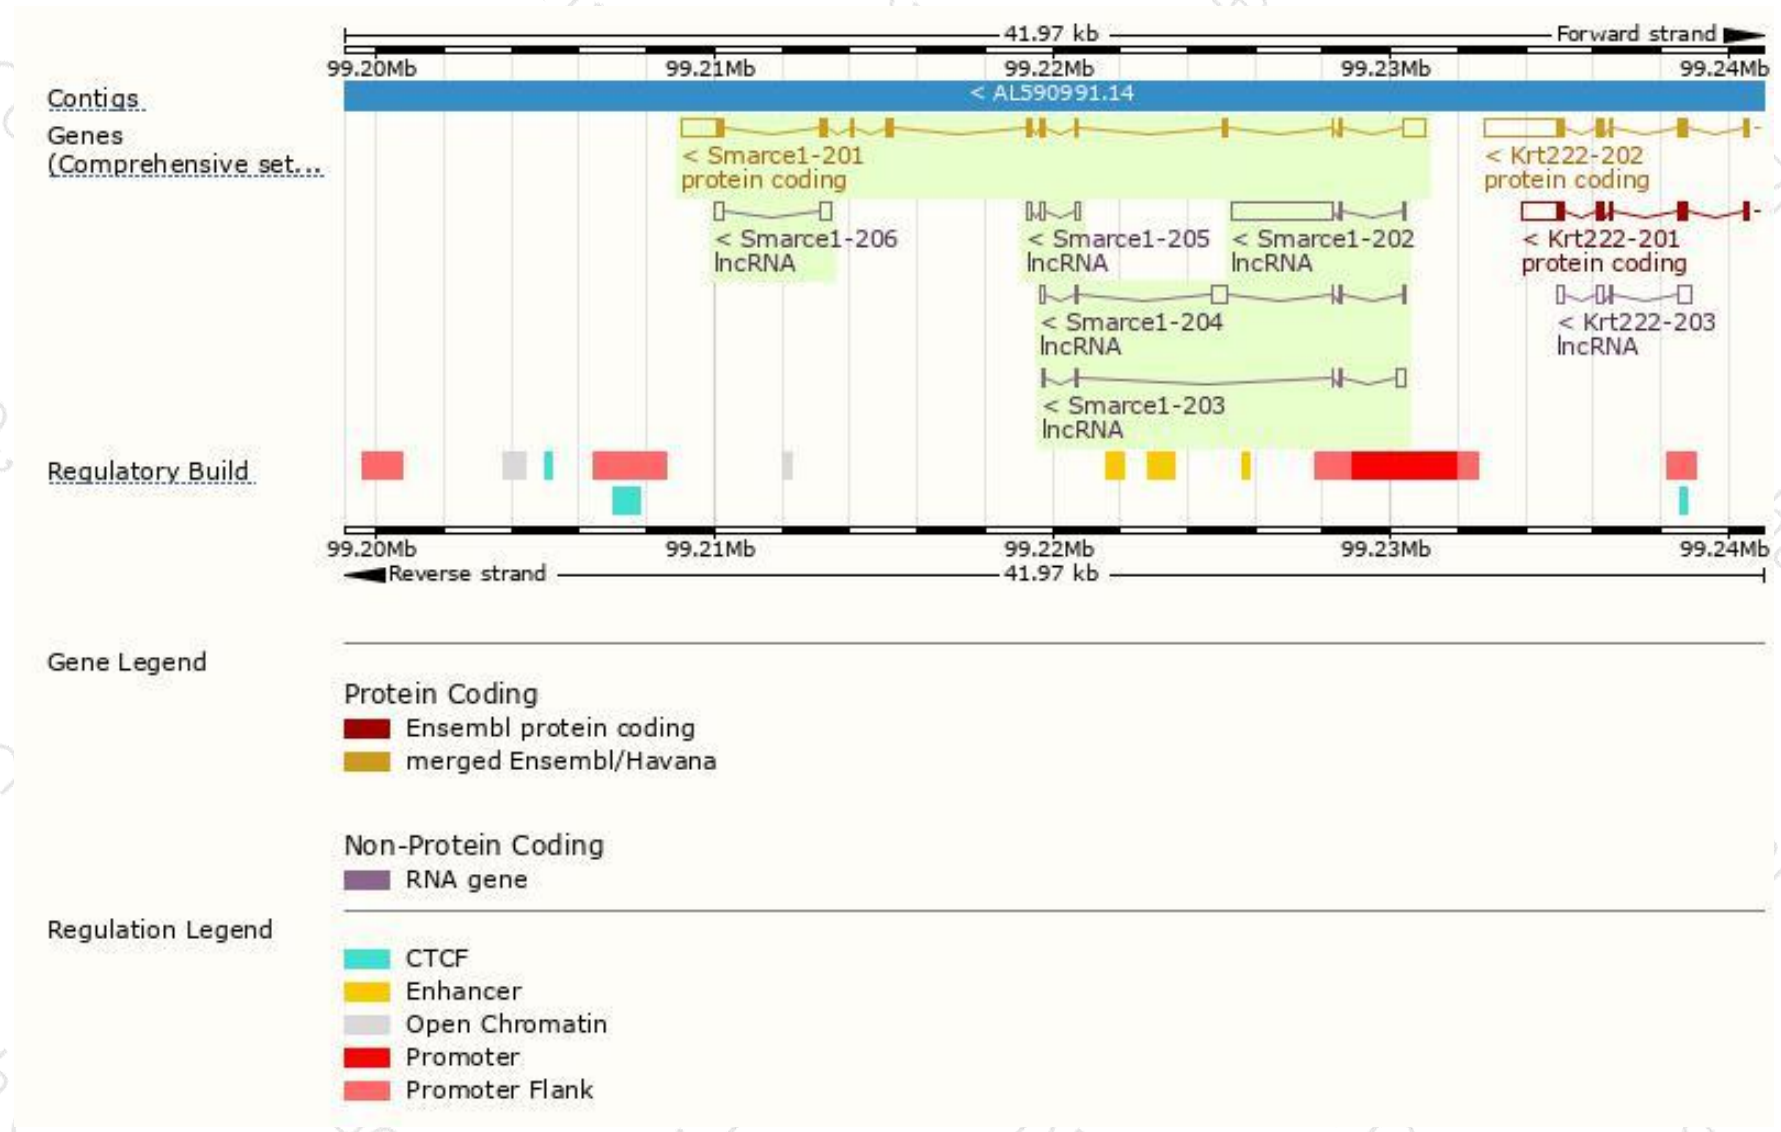 41.97 kb Forward strand
99.20Mb 99.21Mb 99.22Mb 99.23Mb 99.24Mb
Contigs < AL590991.14
Genes
(Comprehensive set...
< Smarce1-201 < Krt222-202
protein coding protein coding
< Smarce1-206 < Smarce1-205 < Smarce1-202 < Krt222-201
lncRNA lncRNA lncRNA protein coding
< Smarce1-204 < Krt222-203
lncRNA lncRNA
< Smarce1-203
lncRNA
Regulatory Build
99.20Mb 99.21Mb 99.22Mb 99.23Mb 99.24Mb
Reverse strand 41.97 kb
Gene Legend
Protein Coding
Ensembl protein coding
merged Ensembl/Havana
Non-Protein Coding
RNA gene
Regulation Legend
CTCF
Enhancer
Open Chromatin
Promoter
Promoter Flank